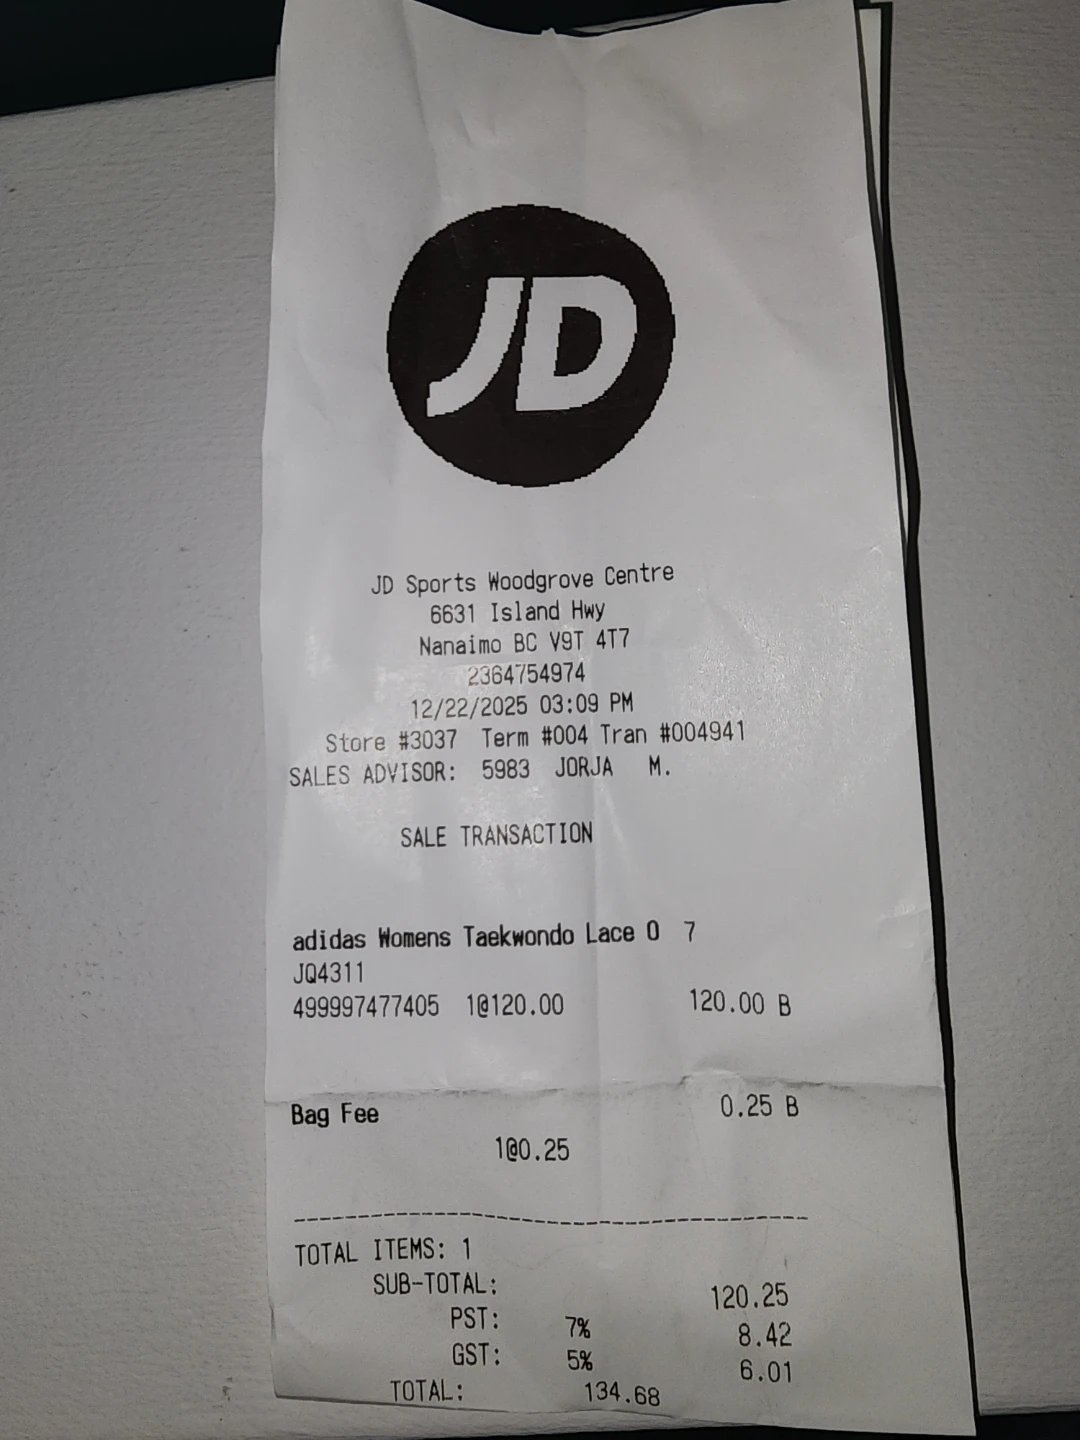 JD
JD Sports Woodgrove Centre
6631 Island Hwy
Nanaimo BC V9T 4T7
2364754974
12/22/2025 03:09 PM
Store #3037 Term #004 Tran #004941
SALES ADVISOR: 5983 JORJA M.
SALE TRANSACTION
adidas Womens Taekwondo Lace O 7
JQ4311
499997477405 1@120.00 120.00 B
Bag Fee 0.25 B
1@0.25
TOTAL ITEMS: 1
SUB-TOTAL: 120.25
PST: 7% 8.42
GST: 5% 6.01
TOTAL: 134.68